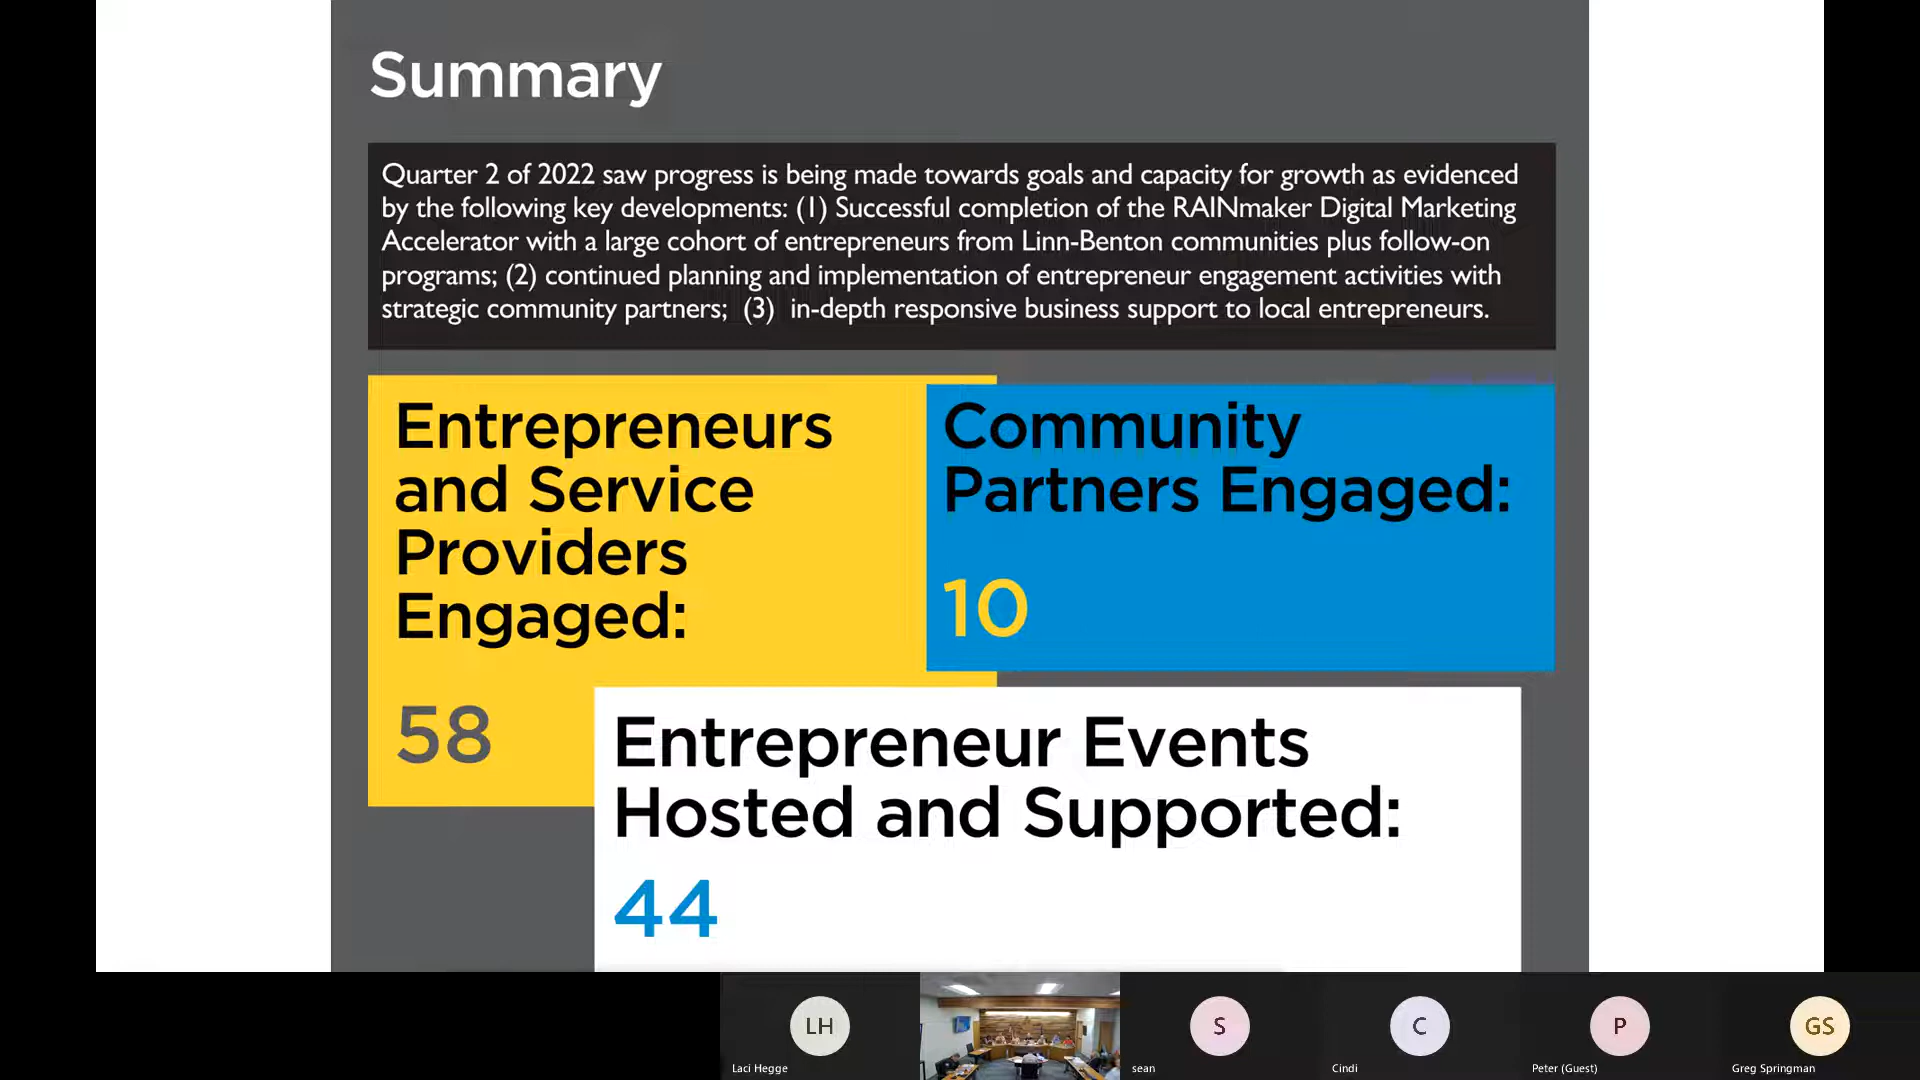 Summary
Quarter 2 of 2022 saw progress is being made towards goals and capacity for growth as evidenced
by the following key developments: (1) Successful completion of the RAINmaker Digital Marketing
Accelerator with a large cohort of entrepreneurs from Linn-Benton communities plus follow-on
programs; (2) continued planning and implementation of entrepreneur engagement activities with
strategic community partners; (3) in-depth responsive business support to local entrepreneurs.
Entrepreneurs
and Service
Providers
Engaged:
58
Community
Partners Engaged:
10
Entrepreneur Events
Hosted and Supported:
44
LH
S
C
P
GS
Laci Hegge
sean
Cindi
Peter (Guest)
Greg Springman